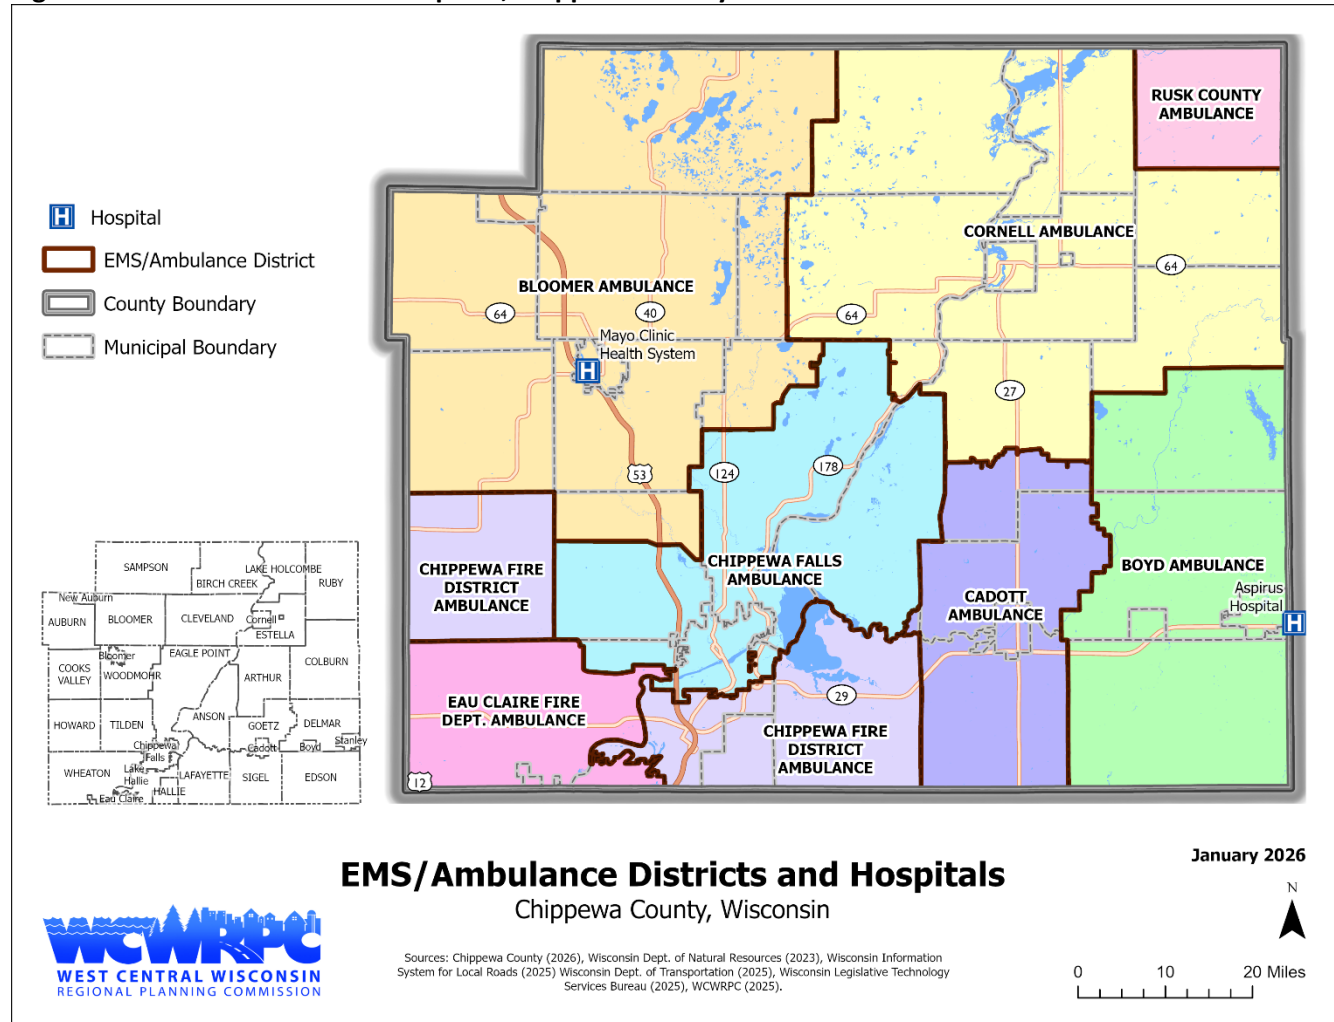 RUSK COUNTY
AMBULANCE
Hospital
EMS/Ambulance District
County Boundary
Municipal Boundary
CORNELL AMBULANCE
64
BLOOMER AMBULANCE
64
40
64
Mayo Clinic
Health System
H
27
53
124
178
CHIPPEWA FIRE
DISTRICT
AMBULANCE
CHIPPEWA FALLS
AMBULANCE
BOYD AMBULANCE
CADOTT
AMBULANCE
Aspirus
Hospital
H
EAU CLAIRE FIRE
DEPT. AMBULANCE
29
CHIPPEWA FIRE
DISTRICT
AMBULANCE
12
H
SAMPSON
LAKE HOLCOMBE
BIRCH CREEK
RUBY
New Auburn
AUBURN
BLOOMER
CLEVELAND
Cornell
ESTELLA
EAGLE POINT
Bloomer
COOKS
VALLEY
WOODMOHR
COLBURN
ARTHUR
HOWARD
TILDEN
ANSON
GOETZ
DELMAR
Chippewa
Falls
Cadott
Boyd
Stanley
WHEATON
Lake
Hallie
LAFAYETTE
SIGEL
EDSON
HALLIE
Eau Claire
EMS/Ambulance Districts and Hospitals
Chippewa County, Wisconsin
January 2026
N
WCWRPC
WEST CENTRAL WISCONSIN
REGIONAL PLANNING COMMISSION
Sources: Chippewa County (2026), Wisconsin Dept. of Natural Resources (2023), Wisconsin Information
System for Local Roads (2025) Wisconsin Dept. of Transportation (2025), Wisconsin Legislative Technology
Services Bureau (2025), WCWRPC (2025).
0 10 20 Miles